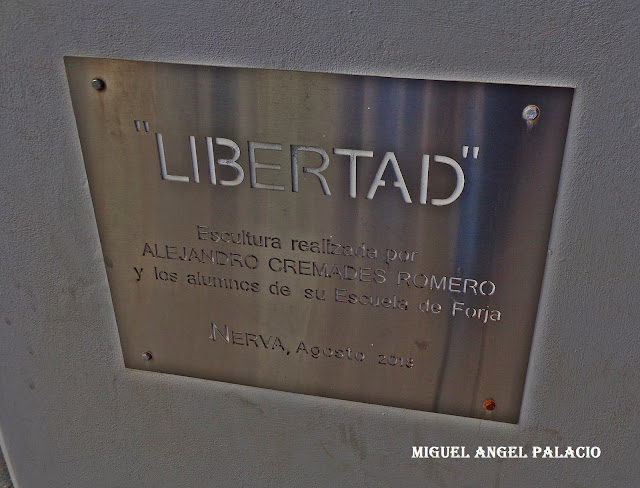 "LIBERTAD"
Escultura realizada por
ALEJANDRO CREMADES ROMERO
y los alumnos de su Escuela de Forja
NERVA, Agosto 2013
MIGUEL ANGEL PALACIO